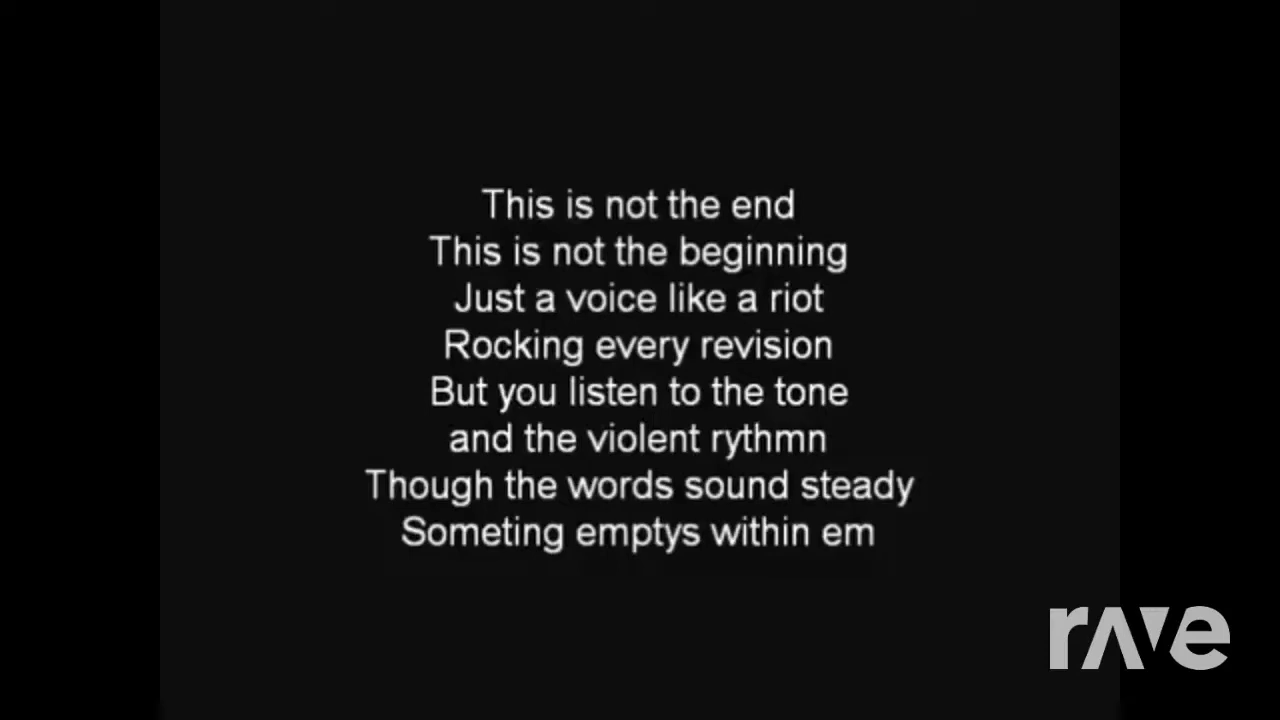 This is not the end
This is not the beginning
Just a voice like a riot
Rocking every revision
But you listen to the tone
and the violent rythmn
Though the words sound steady
Someting emptys within em
rave